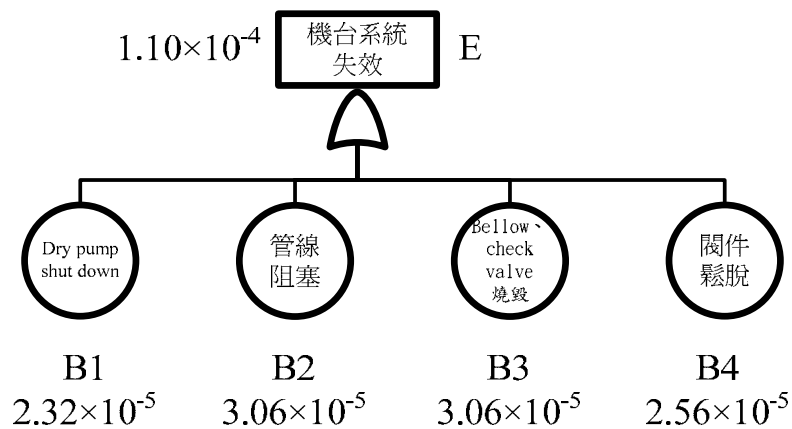 1.10×10⁻⁴
機台系統
失效
E
Dry pump
shut down
管線
阻塞
Bellow、
check
valve
燒毀
閥件
鬆脫
B1
B2
B3
B4
2.32×10⁻⁵
3.06×10⁻⁵
3.06×10⁻⁵
2.56×10⁻⁵